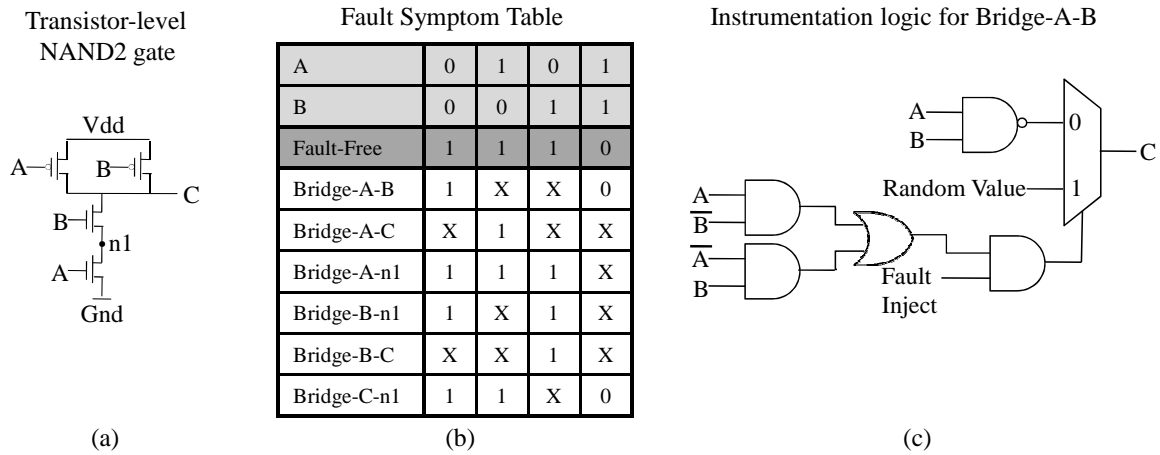 Transistor-level
NAND2 gate
Vdd
A
B
C
B
n1
A
Gnd
(a)
Fault Symptom Table
A 0 1 0 1
B 0 0 1 1
Fault-Free 1 1 1 0
Bridge-A-B 1 X X 0
Bridge-A-C X 1 X X
Bridge-A-n1 1 1 1 X
Bridge-B-n1 1 X 1 X
Bridge-B-C X X 1 X
Bridge-C-n1 1 1 X 0
(b)
Instrumentation logic for Bridge-A-B
A
B
0
C
Random Value
1
A
B̅
A̅
B
Fault
Inject
(c)